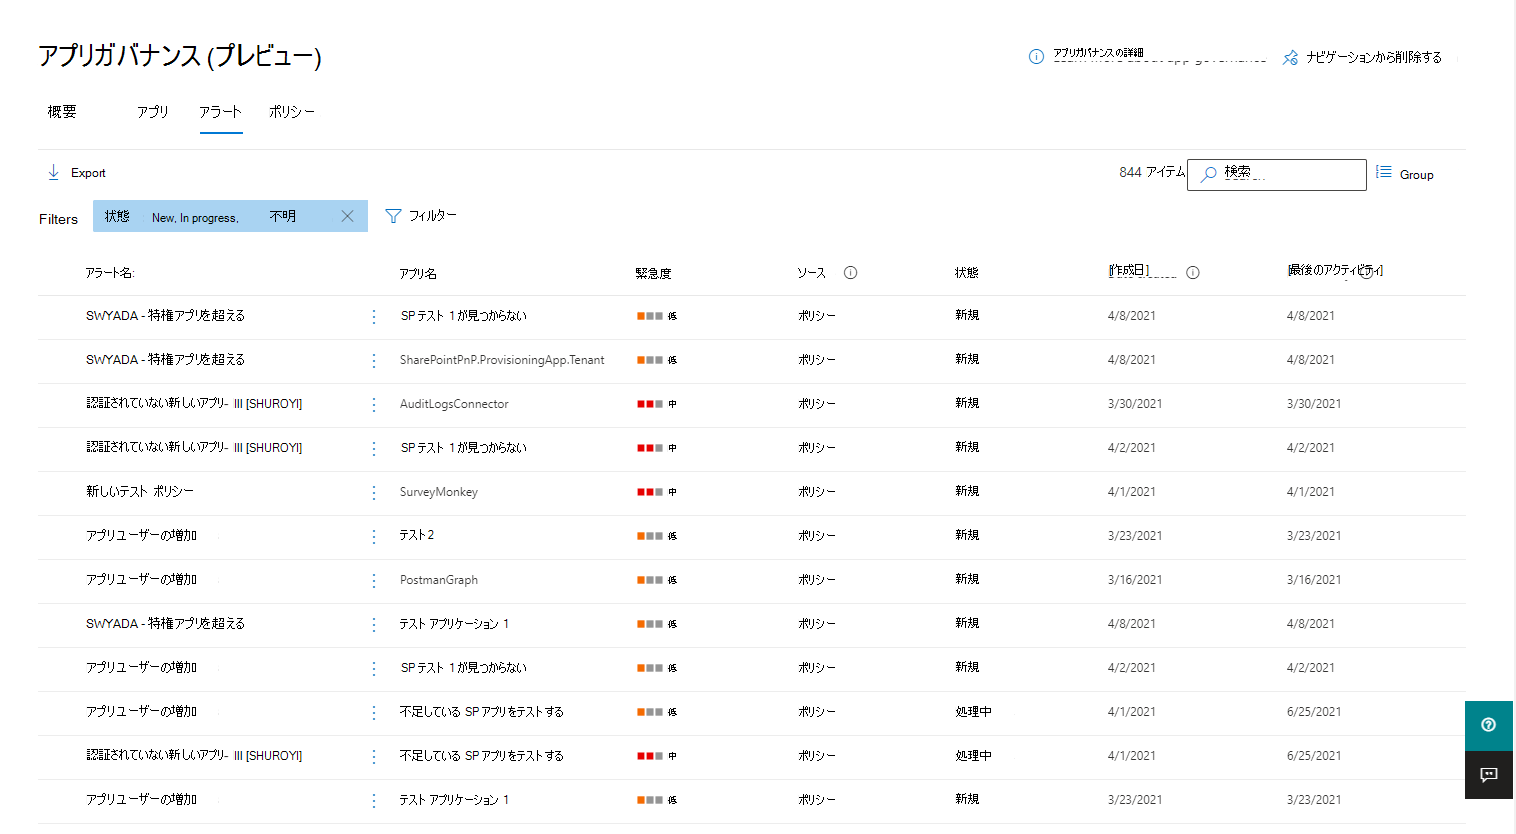 アプリガバナンス (プレビュー)
アプリガバナンスの詳細
ナビゲーションから削除する
概要 アプリ アラート ポリシー
Export
844 アイテム 検索 Group
Filters 状態 New, In progress, 不明 フィルター
アラート名: アプリ名 緊急度 ソース 状態 [作成日] [最後のアクティビティ]
SWYADA - 特権アプリを超える SPテスト 1が見つからない 低 ポリシー 新規 4/8/2021 4/8/2021
SWYADA - 特権アプリを超える SharePointPnP.ProvisioningApp.Tenant 低 ポリシー 新規 4/8/2021 4/8/2021
認証されていない新しいアプリ- III [SHUROYI] AuditLogsConnector 中 ポリシー 新規 3/30/2021 3/30/2021
認証されていない新しいアプリ- III [SHUROYI] SPテスト 1が見つからない 中 ポリシー 新規 4/2/2021 4/2/2021
新しいテスト ポリシー SurveyMonkey 中 ポリシー 新規 4/1/2021 4/1/2021
アプリユーザーの増加 テスト2 低 ポリシー 新規 3/23/2021 3/23/2021
アプリユーザーの増加 PostmanGraph 低 ポリシー 新規 3/16/2021 3/16/2021
SWYADA - 特権アプリを超える テスト アプリケーション 1 低 ポリシー 新規 4/8/2021 4/8/2021
アプリユーザーの増加 SPテスト 1が見つからない 低 ポリシー 新規 4/2/2021 4/2/2021
アプリユーザーの増加 不足している SPアプリをテストする 低 ポリシー 処理中 4/1/2021 6/25/2021
認証されていない新しいアプリ- III [SHUROYI] 不足している SPアプリをテストする 中 ポリシー 処理中 4/1/2021 6/25/2021
アプリユーザーの増加 テスト アプリケーション 1 低 ポリシー 新規 3/23/2021 3/23/2021